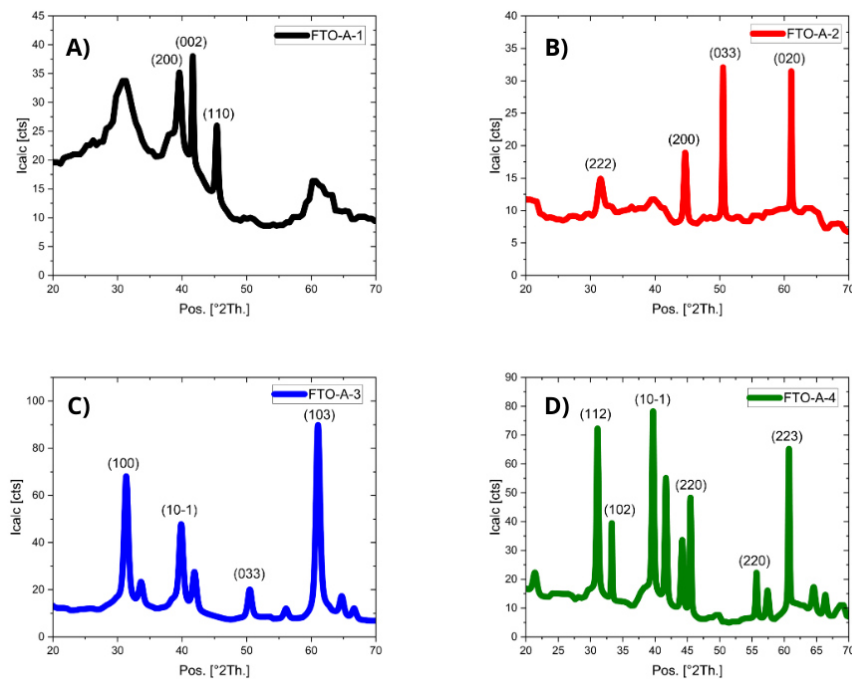 A)
FTO-A-1
(200)
(002)
(110)
Icalc [cts]
45
40
35
30
25
20
15
10
5
0
20 30 40 50 60 70
Pos. [°2Th.]
B)
FTO-A-2
(222)
(200)
(033)
(020)
Icalc [cts]
40
35
30
25
20
15
10
5
0
20 30 40 50 60 70
Pos. [°2Th.]
C)
FTO-A-3
(100)
(10-1)
(033)
(103)
Icalc [cts]
100
80
60
40
20
0
20 30 40 50 60 70
Pos. [°2Th.]
D)
FTO-A-4
(112)
(102)
(10-1)
(220)
(220)
(223)
Icalc [cts]
90
80
70
60
50
40
30
20
10
0
20 25 30 35 40 45 50 55 60 65 70
Pos. [°2Th.]